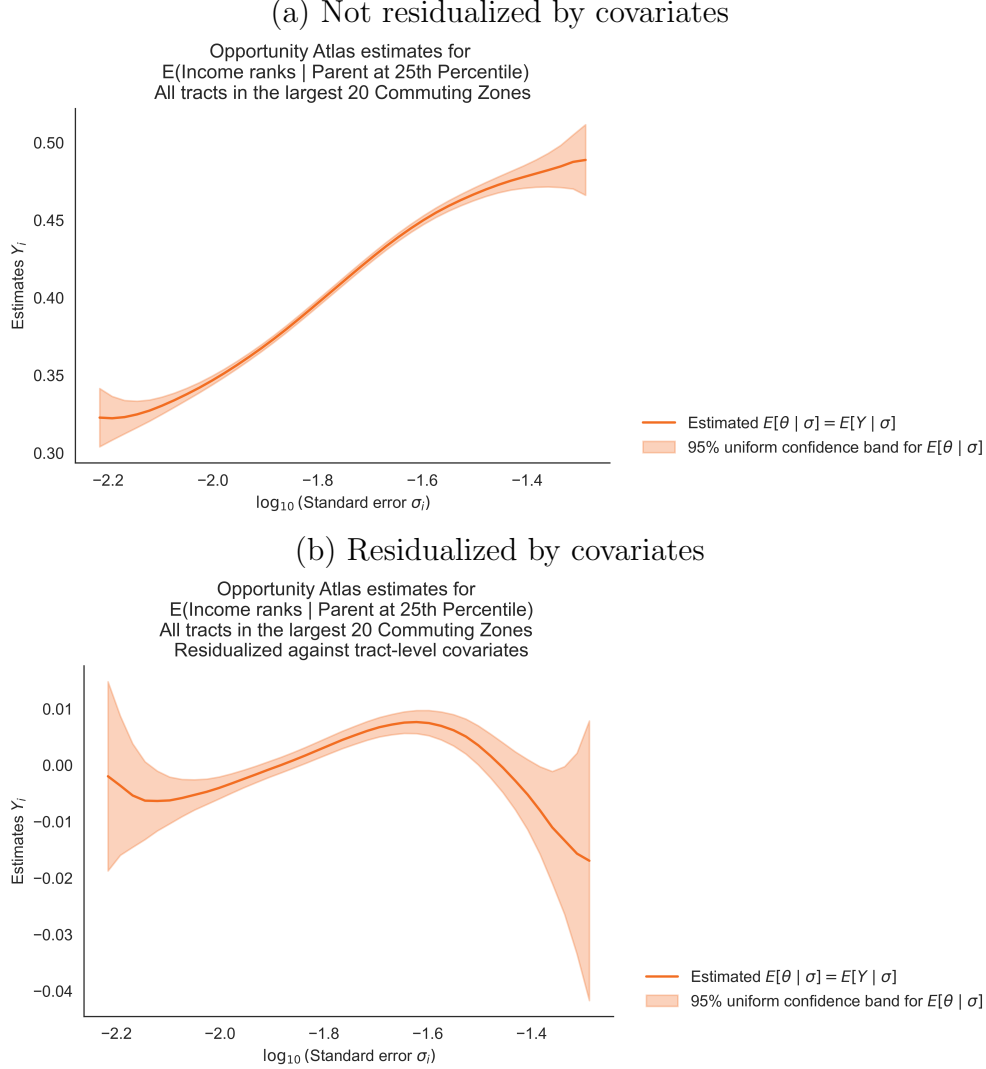 (a) Not residualized by covariates
Opportunity Atlas estimates for
E(Income ranks | Parent at 25th Percentile)
All tracts in the largest 20 Commuting Zones
0.50
0.45
0.40
0.35
0.30
Estimates Yᵢ
−2.2 −2.0 −1.8 −1.6 −1.4
log₁₀(Standard error σᵢ)
Estimated E[θ | σ] = E[Y | σ]
95% uniform confidence band for E[θ | σ]
(b) Residualized by covariates
Opportunity Atlas estimates for
E(Income ranks | Parent at 25th Percentile)
All tracts in the largest 20 Commuting Zones
Residualized against tract-level covariates
0.01
0.00
−0.01
−0.02
−0.03
−0.04
Estimates Yᵢ
−2.2 −2.0 −1.8 −1.6 −1.4
log₁₀(Standard error σᵢ)
Estimated E[θ | σ] = E[Y | σ]
95% uniform confidence band for E[θ | σ]